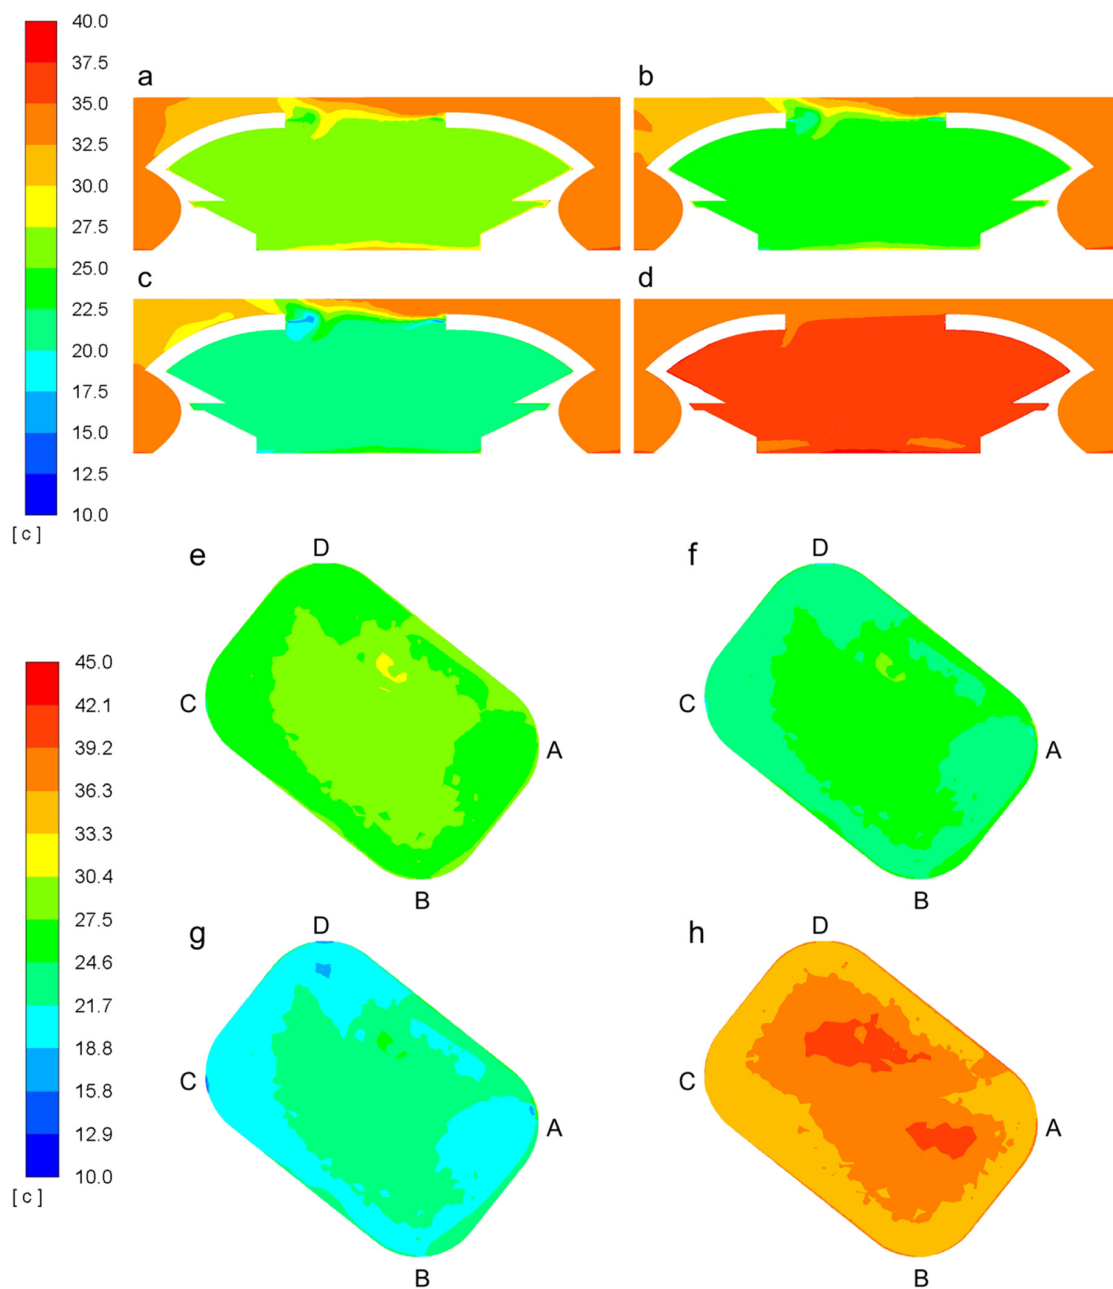 40.0
37.5
35.0
32.5
30.0
27.5
25.0
22.5
20.0
17.5
15.0
12.5
10.0
[ c ]
a
b
c
d
45.0
42.1
39.2
36.3
33.3
30.4
27.5
24.6
21.7
18.8
15.8
12.9
10.0
[ c ]
e
D
C
A
B
f
D
C
A
B
g
D
C
A
B
h
D
C
A
B